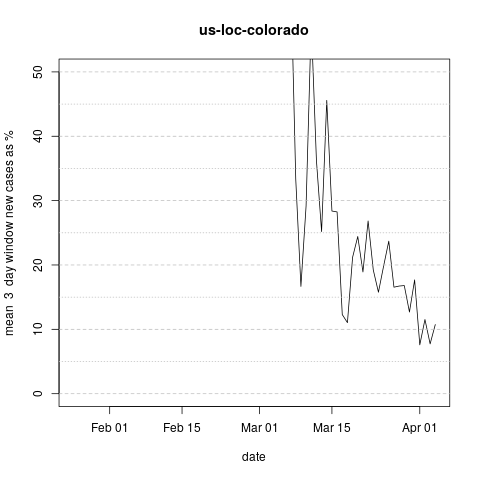 us-loc-colorado
mean 3 day window new cases as %
50
40
30
20
10
0
Feb 01
Feb 15
Mar 01
Mar 15
Apr 01
date